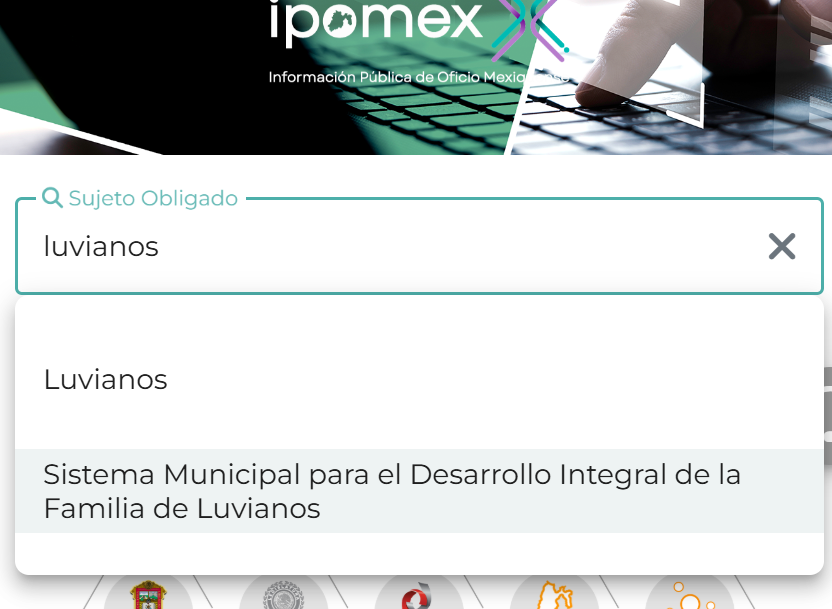 ipomex
Información Pública de Oficio Mexiquense
Sujeto Obligado
luvianos
Luvianos
Sistema Municipal para el Desarrollo Integral de la
Familia de Luvianos